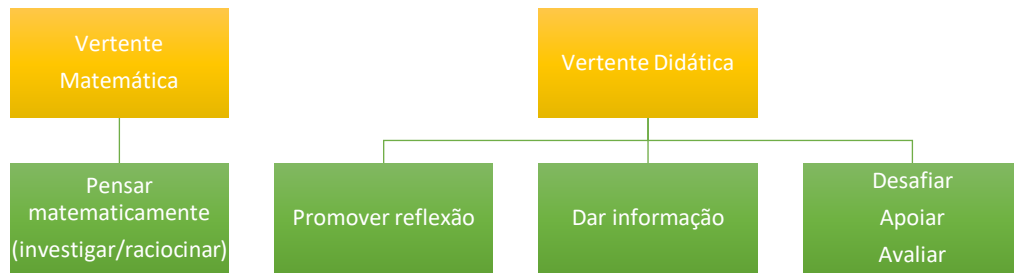 Vertente
Matemática
Vertente Didática
Pensar
matematicamente
(investigar/raciocinar)
Promover reflexão
Dar informação
Desafiar
Apoiar
Avaliar